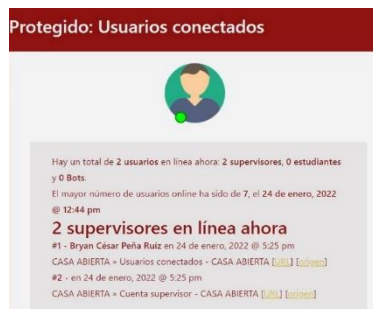 Protegido: Usuarios conectados
Hay un total de 2 usuarios en línea ahora: 2 supervisores, 0 estudiantes
y 0 Bots.
El mayor número de usuarios online ha sido de 7, el 24 de enero, 2022
@ 12:44 pm
2 supervisores en línea ahora
#1 - Bryan César Peña Ruiz en 24 de enero, 2022 @ 5:25 pm
CASA ABIERTA » Usuarios conectados - CASA ABIERTA [URL] [origen]
#2 - en 24 de enero, 2022 @ 5:25 pm
CASA ABIERTA » Cuenta supervisor - CASA ABIERTA [URL] [origen]